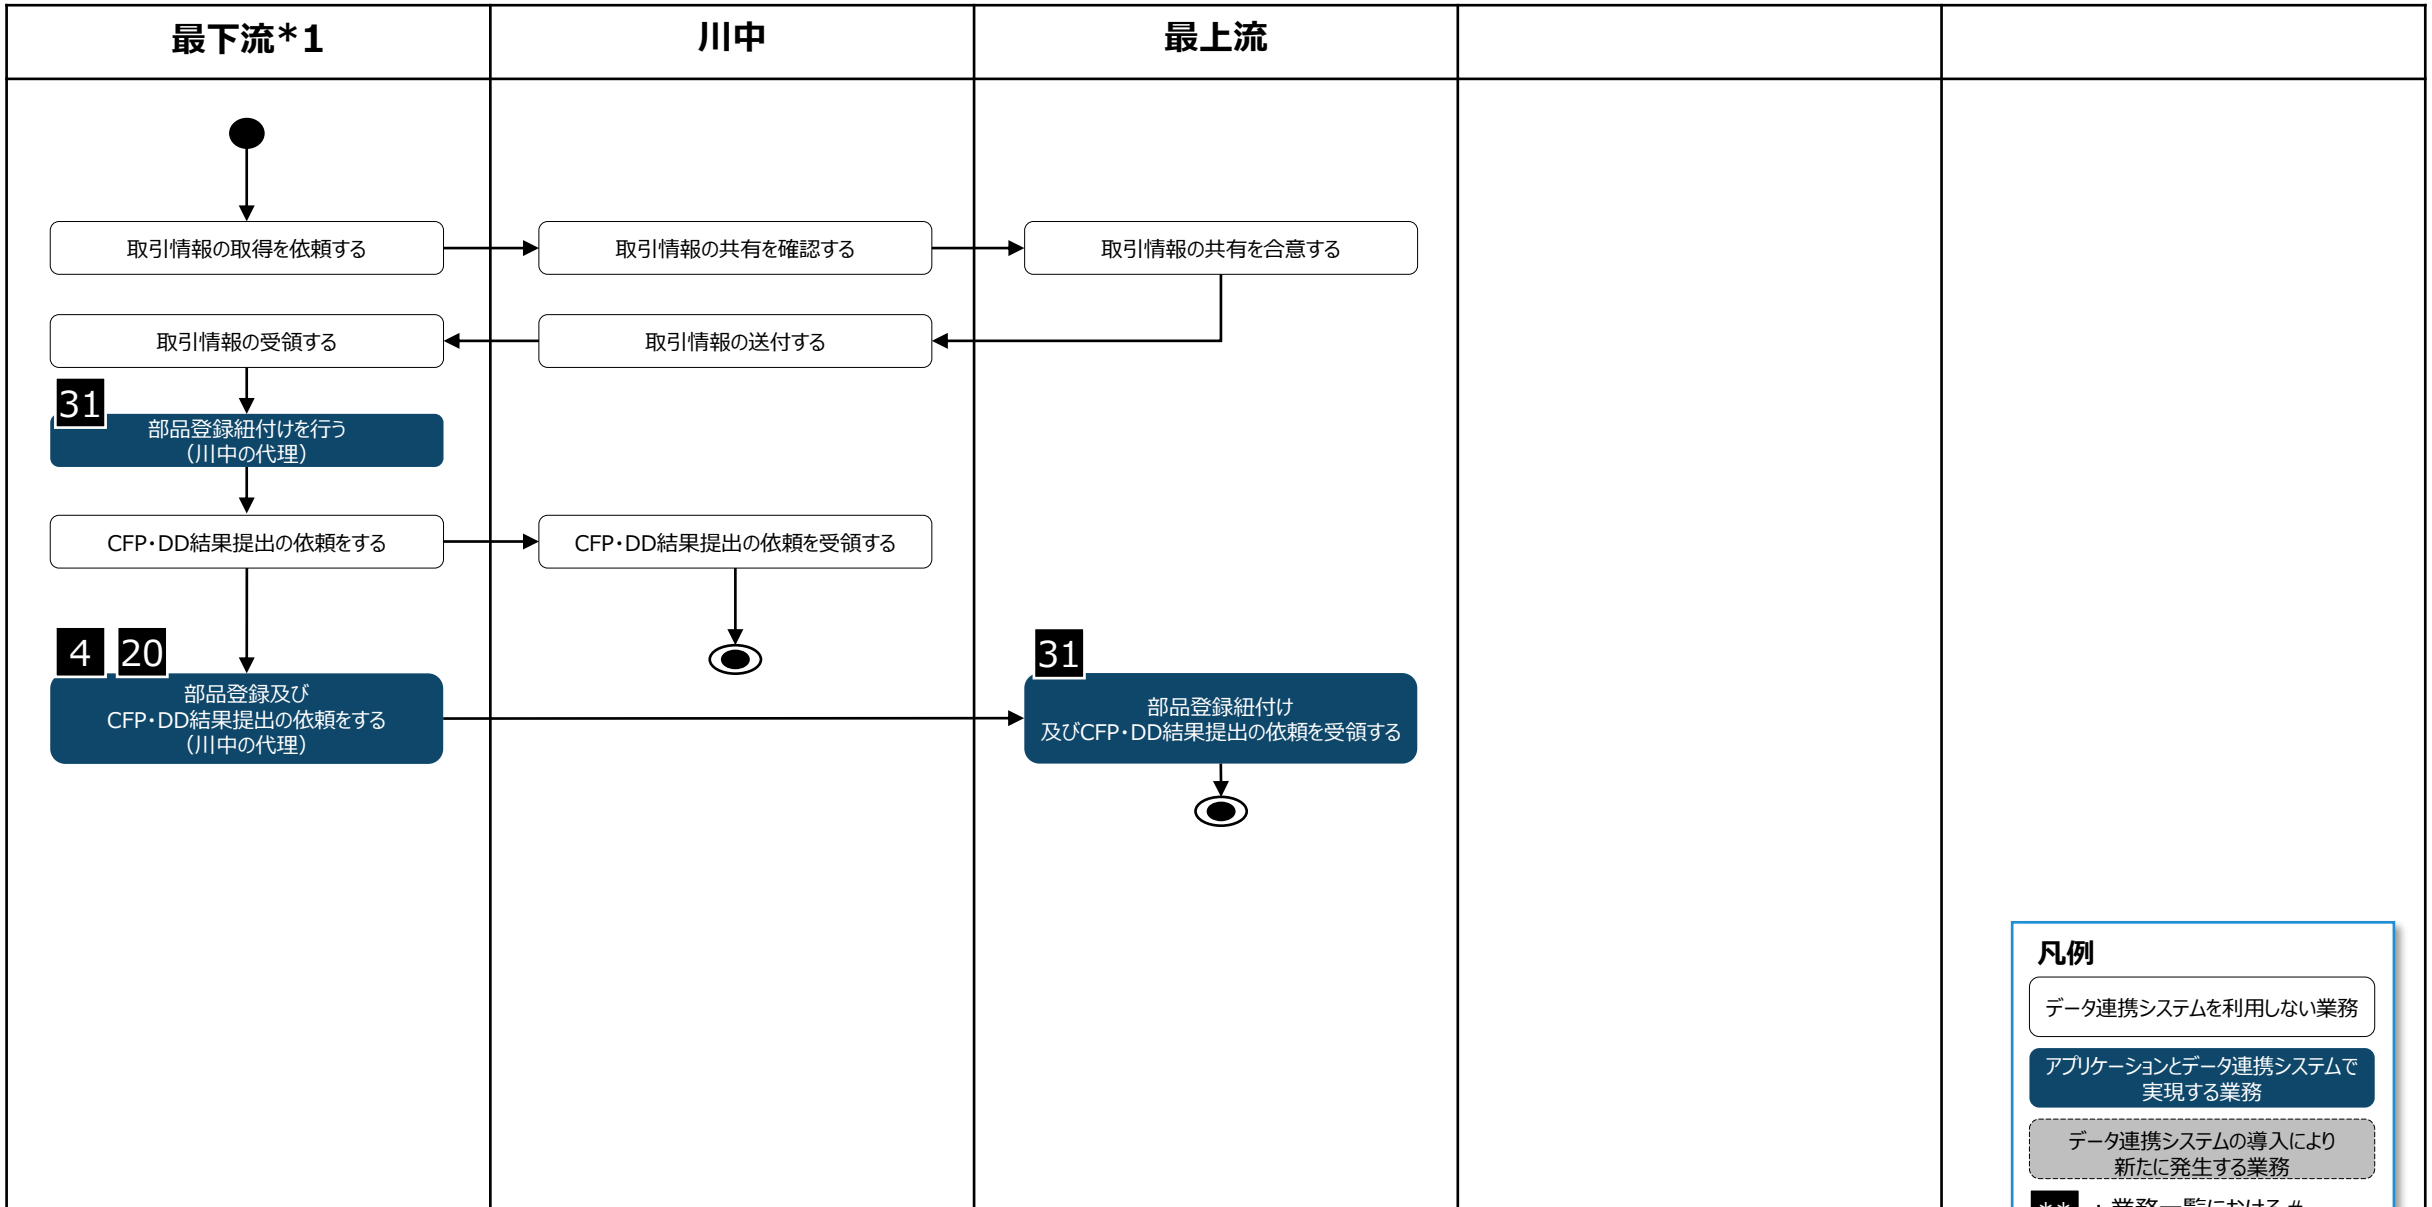 最下流*1
川中
最上流
取引情報の取得を依頼する
取引情報の共有を確認する
取引情報の共有を合意する
取引情報の受領する
取引情報の送付する
31
部品登録紐付けを行う
（川中の代理）
CFP・DD結果提出の依頼をする
CFP・DD結果提出の依頼を受領する
4
20
部品登録及び
CFP・DD結果提出の依頼をする
（川中の代理）
31
部品登録紐付け
及びCFP・DD結果提出の依頼を受領する
凡例
データ連携システムを利用しない業務
アプリケーションとデータ連携システムで
実現する業務
データ連携システムの導入により
新たに発生する業務
** ：業務一覧における#